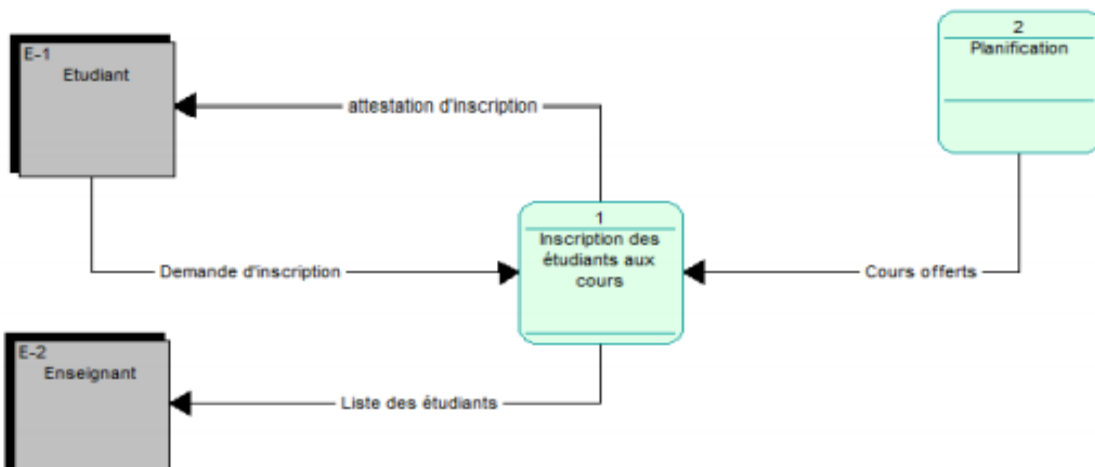 E-1
Etudiant
attestation d'inscription
2
Planification
1
Inscription des
étudiants aux
cours
Demande d'inscription
Cours offerts
E-2
Enseignant
Liste des étudiants